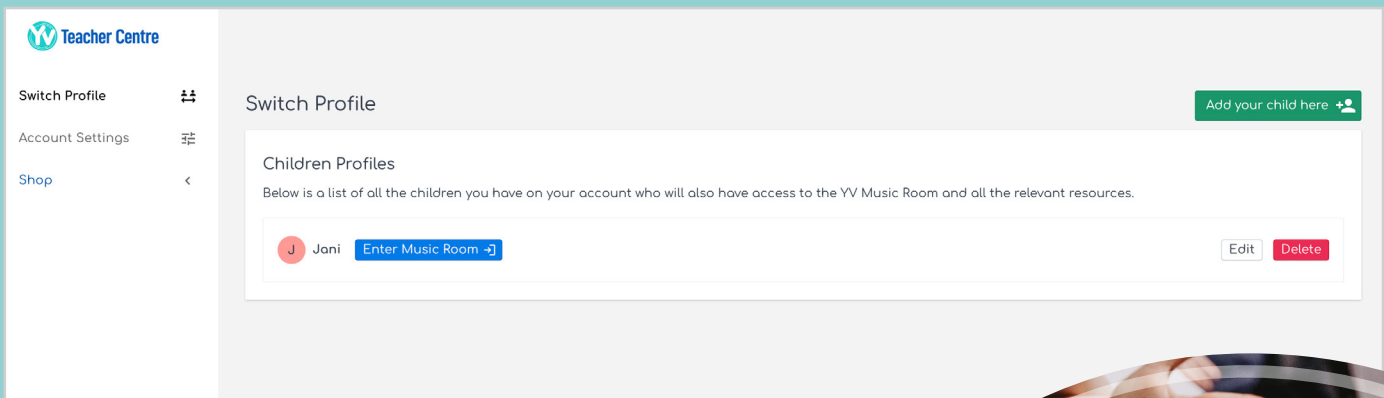 YV Teacher Centre
Switch Profile
Account Settings
Shop
Switch Profile
Add your child here
Children Profiles
Below is a list of all the children you have on your account who will also have access to the YV Music Room and all the relevant resources.
J Jani Enter Music Room Edit Delete